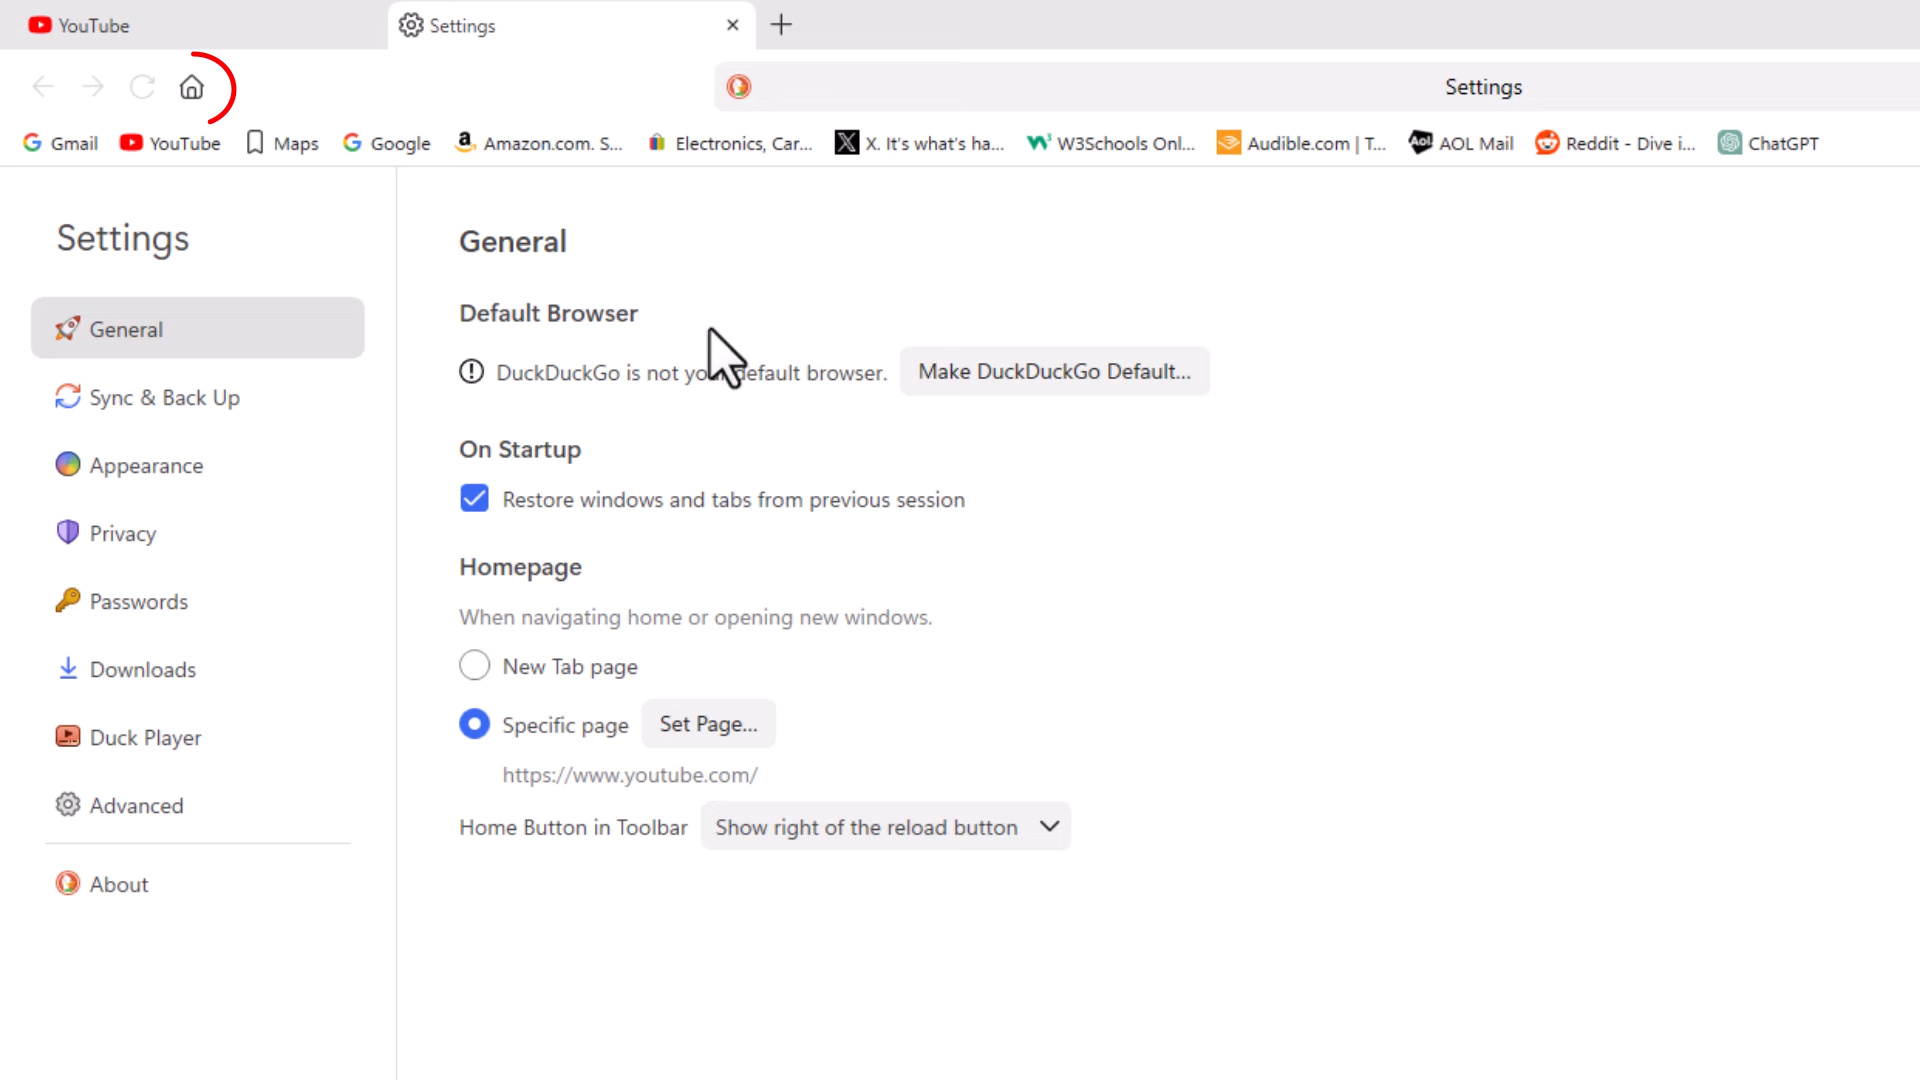 YouTube
Settings
Settings
Gmail
YouTube
Maps
Google
Amazon.com. S...
Electronics, Car...
X. It's what's ha...
W3Schools Onl...
Audible.com | T...
AOL Mail
Reddit - Dive i...
ChatGPT
Settings
General
Sync & Back Up
Appearance
Privacy
Passwords
Downloads
Duck Player
Advanced
About
General
Default Browser
DuckDuckGo is not your default browser.
Make DuckDuckGo Default...
On Startup
Restore windows and tabs from previous session
Homepage
When navigating home or opening new windows.
New Tab page
Specific page
Set Page...
https://www.youtube.com/
Home Button in Toolbar
Show right of the reload button